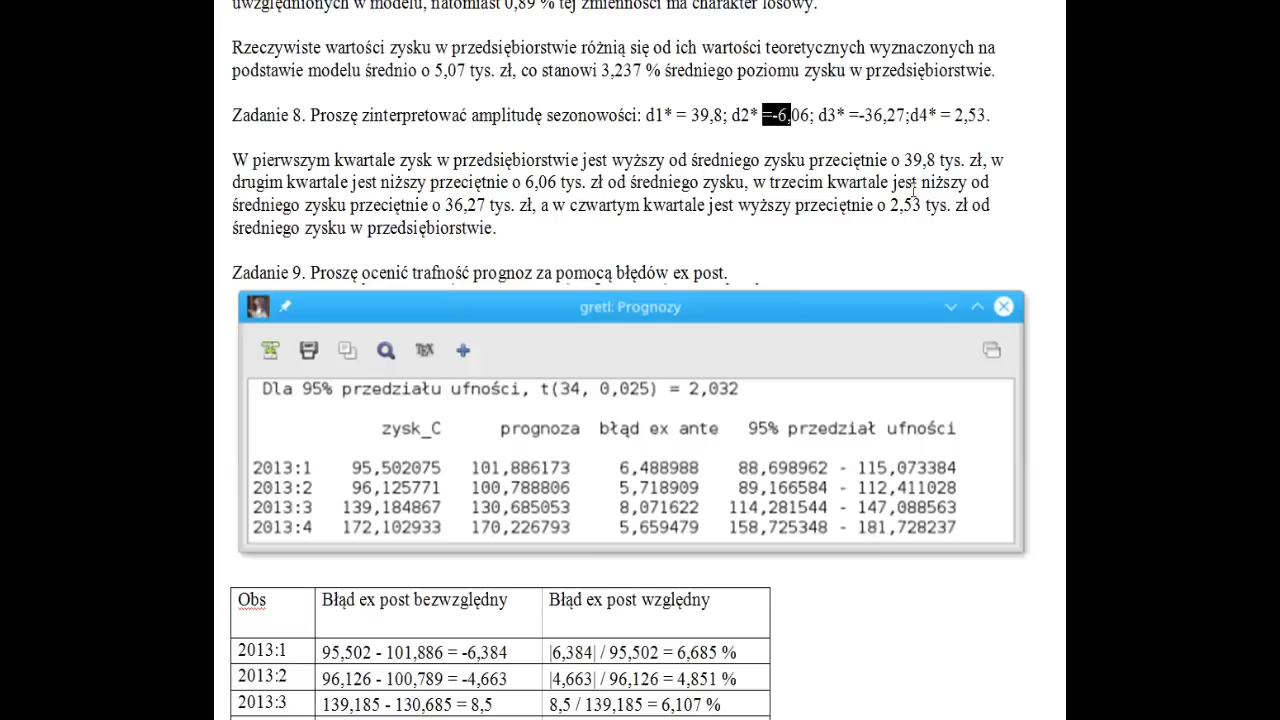 uwzględnionych w modelu, natomiast 0,89 % tej zmienności ma charakter losowy.
Rzeczywiste wartości zysku w przedsiębiorstwie różnią się od ich wartości teoretycznych wyznaczonych na
podstawie modelu średnio o 5,07 tys. zł, co stanowi 3,237 % średniego poziomu zysku w przedsiębiorstwie.
Zadanie 8. Proszę zinterpretować amplitudę sezonowości: d1* = 39,8; d2* =-6,06; d3* =-36,27;d4* = 2,53.
W pierwszym kwartale zysk w przedsiębiorstwie jest wyższy od średniego zysku przeciętnie o 39,8 tys. zł, w
drugim kwartale jest niższy przeciętnie o 6,06 tys. zł od średniego zysku, w trzecim kwartale jest niższy od
średniego zysku przeciętnie o 36,27 tys. zł, a w czwartym kwartale jest wyższy przeciętnie o 2,53 tys. zł od
średniego zysku w przedsiębiorstwie.
Zadanie 9. Proszę ocenić trafność prognoz za pomocą błędów ex post.
gretl: Prognozy
TEX
Dla 95% przedziału ufności, t(34, 0,025) = 2,032
zysk_C prognoza błąd ex ante 95% przedział ufności
2013:1 95,502075 101,886173 6,488988 88,698962 - 115,073384
2013:2 96,125771 100,788806 5,718909 89,166584 - 112,411028
2013:3 139,184867 130,685053 8,071622 114,281544 - 147,088563
2013:4 172,102933 170,226793 5,659479 158,725348 - 181,728237
Obs Błąd ex post bezwzględny Błąd ex post względny
2013:1 95,502 - 101,886 = -6,384 |6,384| / 95,502 = 6,685 %
2013:2 96,126 - 100,789 = -4,663 |4,663| / 96,126 = 4,851 %
2013:3 139,185 - 130,685 = 8,5 8,5 / 139,185 = 6,107 %